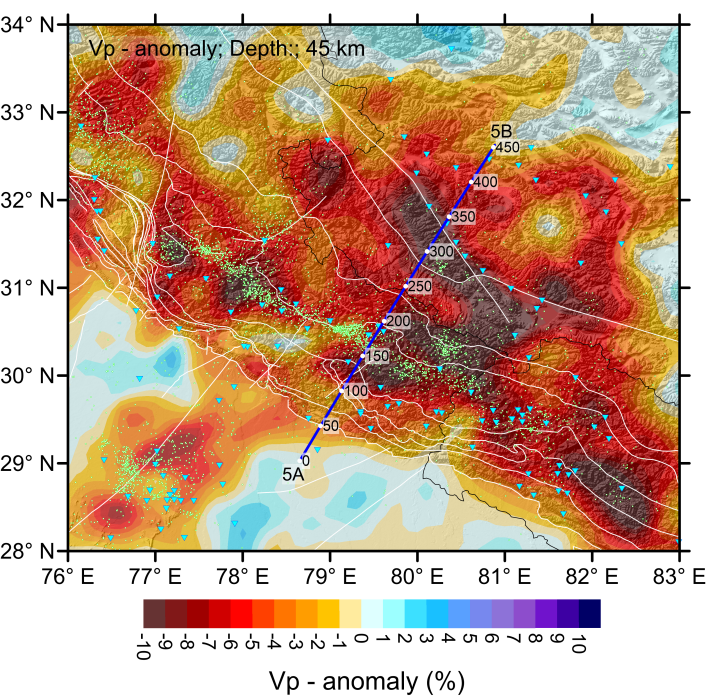 34° N
Vp - anomaly; Depth:; 45 km
33° N
5B
450
400
32° N
350
300
31° N
250
200
150
30° N
100
50
29° N
0
5A
28° N
76° E 77° E 78° E 79° E 80° E 81° E 82° E 83° E
-10 -9 -8 -7 -6 -5 -4 -3 -2 -1 0 1 2 3 4 5 6 7 8 9 10
Vp - anomaly (%)